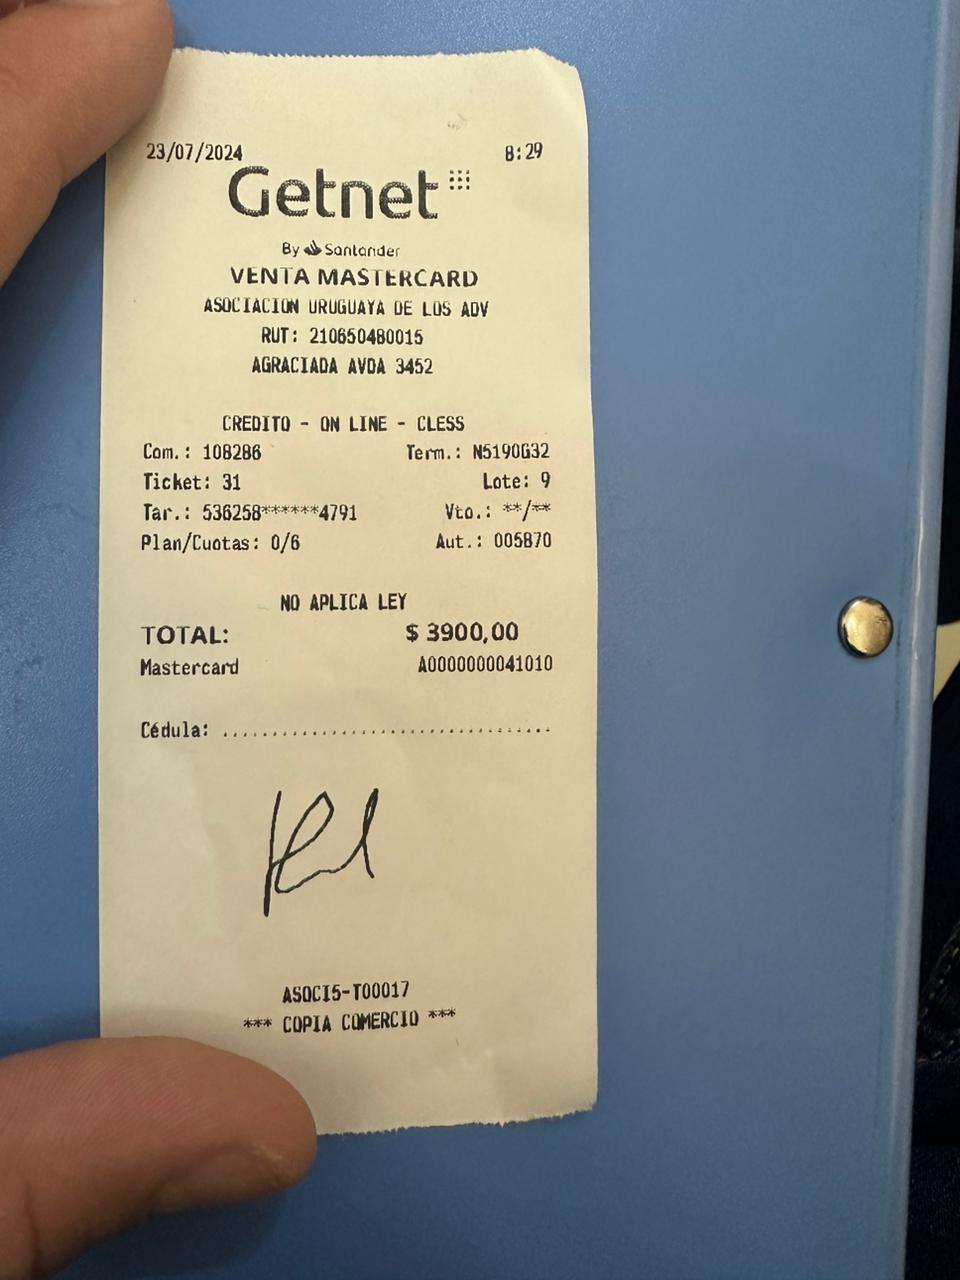 23/07/2024 8:29
Getnet
By Santander
VENTA MASTERCARD
ASOCIACION URUGUAYA DE LOS ADV
RUT: 210650480015
AGRACIADA AVDA 3452
CREDITO - ON LINE - CLESS
Com.: 108286 Term.: N5190G32
Ticket: 31 Lote: 9
Tar.: 536258******4791 Vto.: **/**
Plan/Cuotas: 0/6 Aut.: 005870
NO APLICA LEY
TOTAL: $ 3900,00
Mastercard A0000000041010
Cédula: ..................................
ASOCI5-T00017
*** COPIA COMERCIO ***